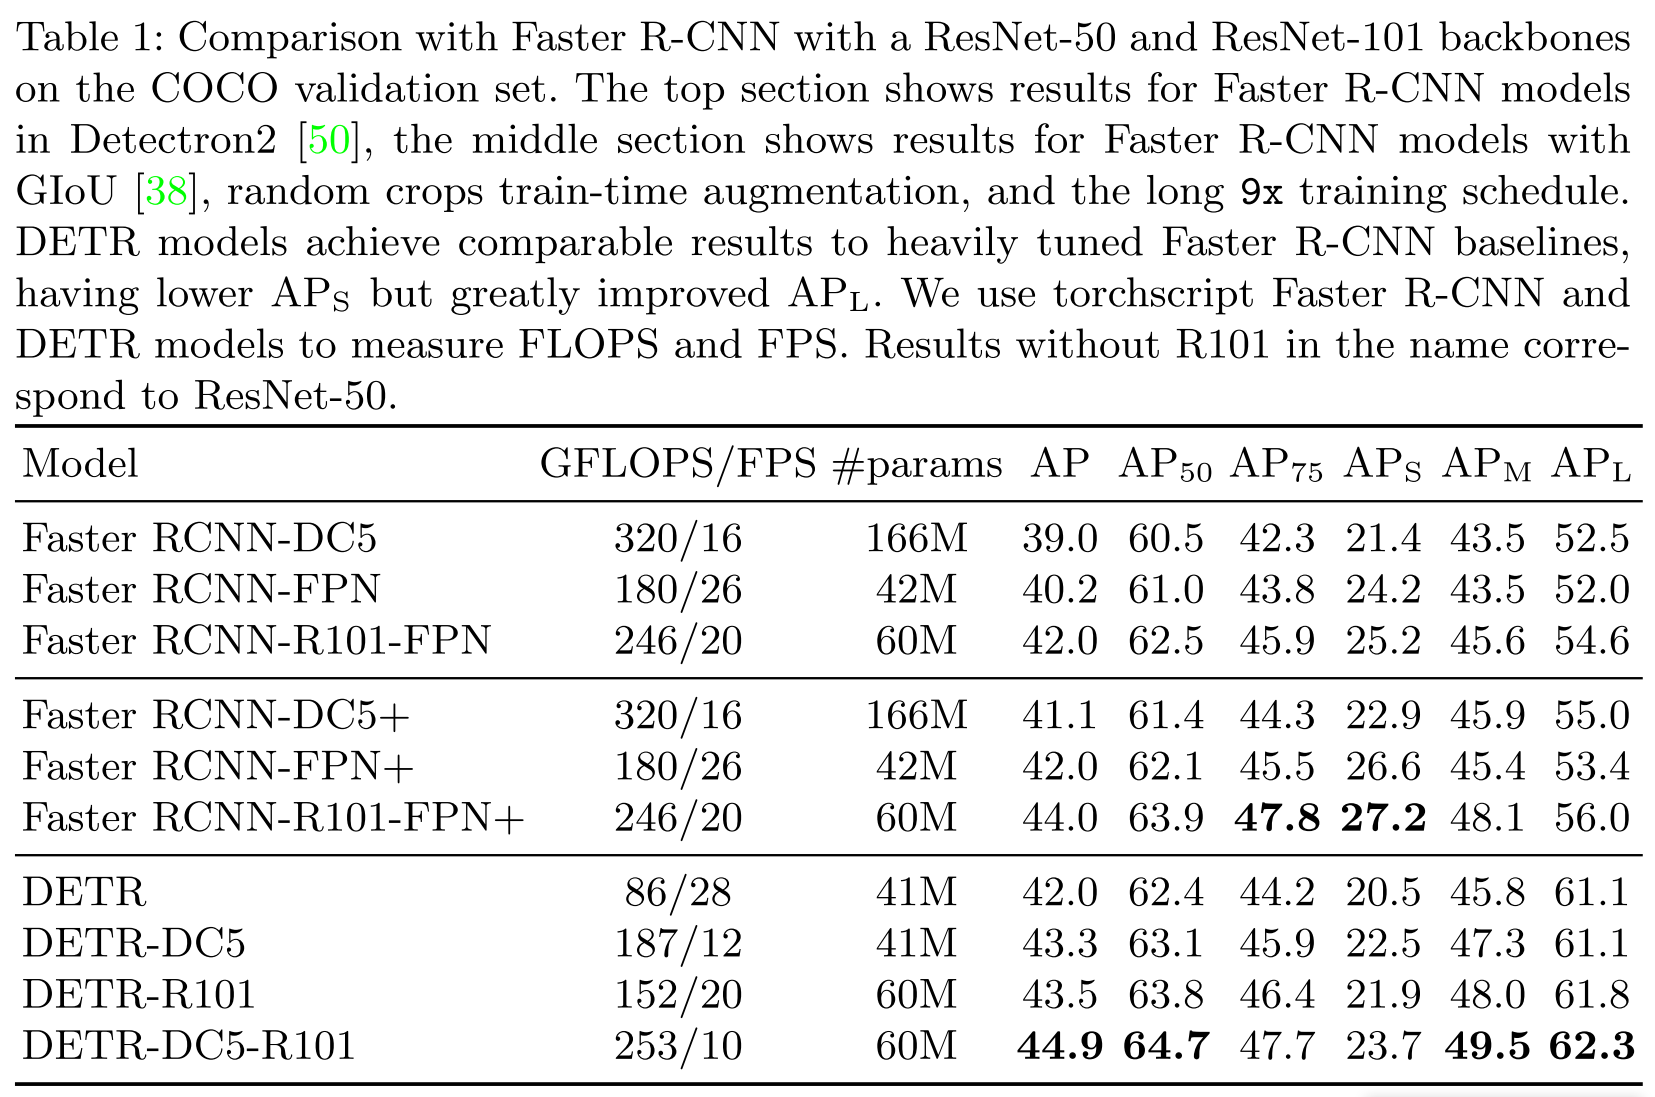 Table 1: Comparison with Faster R-CNN with a ResNet-50 and ResNet-101 backbones
on the COCO validation set. The top section shows results for Faster R-CNN models
in Detectron2 [50], the middle section shows results for Faster R-CNN models with
GIoU [38], random crops train-time augmentation, and the long 9x training schedule.
DETR models achieve comparable results to heavily tuned Faster R-CNN baselines,
having lower AP_S but greatly improved AP_L. We use torchscript Faster R-CNN and
DETR models to measure FLOPS and FPS. Results without R101 in the name corre-
spond to ResNet-50.
Model GFLOPS/FPS #params AP AP_50 AP_75 AP_S AP_M AP_L
Faster RCNN-DC5 320/16 166M 39.0 60.5 42.3 21.4 43.5 52.5
Faster RCNN-FPN 180/26 42M 40.2 61.0 43.8 24.2 43.5 52.0
Faster RCNN-R101-FPN 246/20 60M 42.0 62.5 45.9 25.2 45.6 54.6
Faster RCNN-DC5+ 320/16 166M 41.1 61.4 44.3 22.9 45.9 55.0
Faster RCNN-FPN+ 180/26 42M 42.0 62.1 45.5 26.6 45.4 53.4
Faster RCNN-R101-FPN+ 246/20 60M 44.0 63.9 47.8 27.2 48.1 56.0
DETR 86/28 41M 42.0 62.4 44.2 20.5 45.8 61.1
DETR-DC5 187/12 41M 43.3 63.1 45.9 22.5 47.3 61.1
DETR-R101 152/20 60M 43.5 63.8 46.4 21.9 48.0 61.8
DETR-DC5-R101 253/10 60M 44.9 64.7 47.7 23.7 49.5 62.3